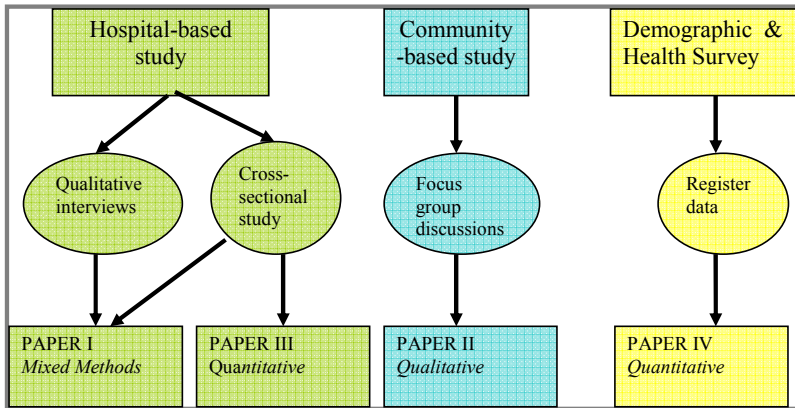 Hospital-based
study
Community
-based study
Demographic &
Health Survey
Qualitative
interviews
Cross-
sectional
study
Focus
group
discussions
Register
data
PAPER I
Mixed Methods
PAPER III
Quantitative
PAPER II
Qualitative
PAPER IV
Quantitative